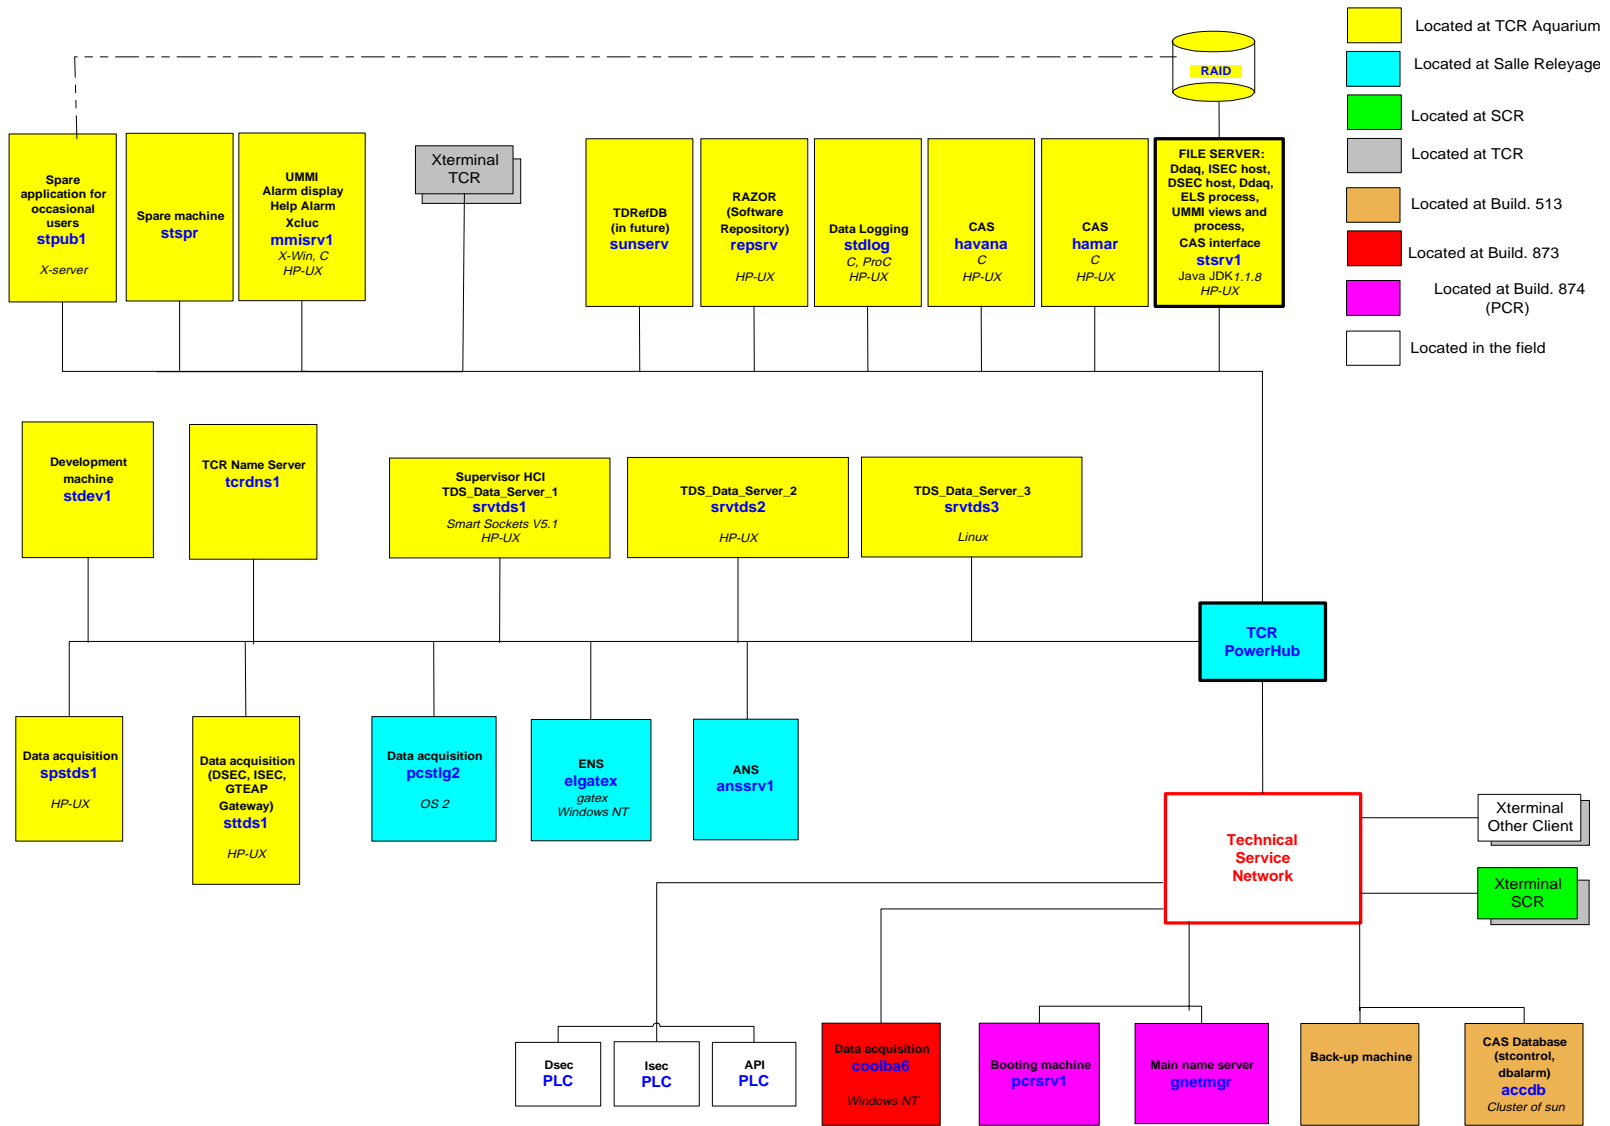 Located at TCR Aquarium
Located at Salle Releyage
Located at SCR
Located at TCR
Located at Build. 513
Located at Build. 873
Located at Build. 874
(PCR)
Located in the field
RAID
Spare
application for
occasional
users
stpub1
X-server
Spare machine
stspr
UMMI
Alarm display
Help Alarm
Xcluc
mmisrv1
X-Win, C
HP-UX
Xterminal
TCR
TDRefDB
(in future)
sunserv
RAZOR
(Software
Repository)
repsrv
HP-UX
Data Logging
stdlog
C, ProC
HP-UX
CAS
havana
C
HP-UX
CAS
hamar
C
HP-UX
FILE SERVER:
Ddaq, ISEC host,
DSEC host, Ddaq,
ELS process,
UMMI views and
process,
CAS interface
stsrv1
Java JDK1.1.8
HP-UX
Development
machine
stdev1
TCR Name Server
tcrdns1
Supervisor HCI
TDS_Data_Server_1
srvtds1
Smart Sockets V5.1
HP-UX
TDS_Data_Server_2
srvtds2
HP-UX
TDS_Data_Server_3
srvtds3
Linux
TCR
PowerHub
Data acquisition
spstds1
HP-UX
Data acquisition
(DSEC, ISEC,
GTEAP
Gateway)
sttds1
HP-UX
Data acquisition
pcstlg2
OS 2
ENS
elgatex
gatex
Windows NT
ANS
anssrv1
Technical
Service
Network
Xterminal
Other Client
Xterminal
SCR
Dsec
PLC
Isec
PLC
API
PLC
Data acquisition
coolba6
Windows NT
Booting machine
pcrsrv1
Main name server
gnetmgr
Back-up machine
CAS Database
(stcontrol,
dbalarm)
accdb
Cluster of sun